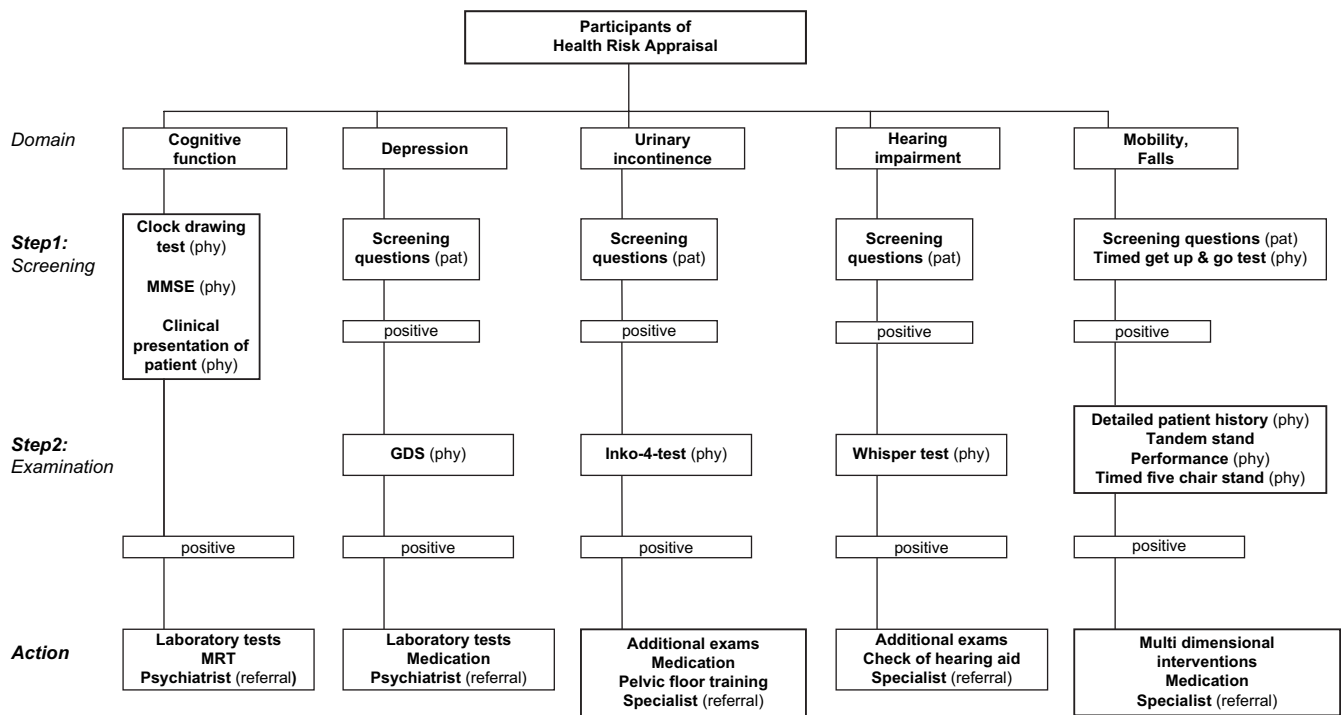 Participants of
Health Risk Appraisal
Domain
Cognitive
function
Depression
Urinary
incontinence
Hearing
impairment
Mobility,
Falls
Step1:
Screening
Clock drawing
test (phy)
MMSE (phy)
Clinical
presentation of
patient (phy)
Screening
questions (pat)
Screening
questions (pat)
Screening
questions (pat)
Screening questions (pat)
Timed get up & go test (phy)
positive
positive
positive
positive
Step2:
Examination
GDS (phy)
Inko-4-test (phy)
Whisper test (phy)
Detailed patient history (phy)
Tandem stand
Performance (phy)
Timed five chair stand (phy)
positive
positive
positive
positive
positive
Action
Laboratory tests
MRT
Psychiatrist (referral)
Laboratory tests
Medication
Psychiatrist (referral)
Additional exams
Medication
Pelvic floor training
Specialist (referral)
Additional exams
Check of hearing aid
Specialist (referral)
Multi dimensional
interventions
Medication
Specialist (referral)